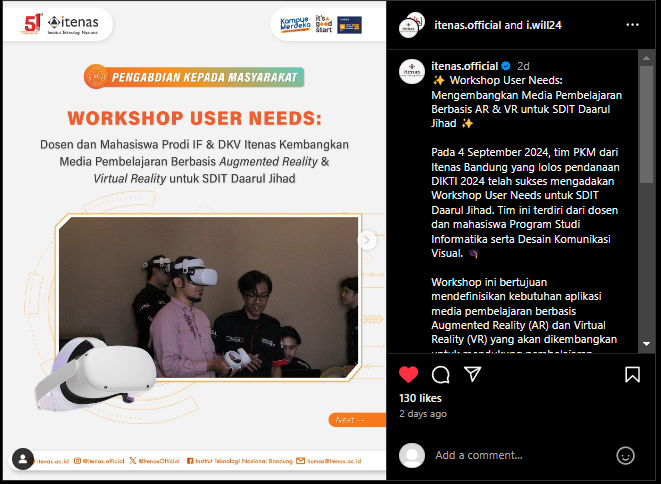 51
itenas
Institut Teknologi Nasional
Kampus
Merdeka
it's a
good
start
PENGABDIAN KEPADA MASYARAKAT
WORKSHOP USER NEEDS:
Dosen dan Mahasiswa Prodi IF & DKV Itenas Kembangkan
Media Pembelajaran Berbasis Augmented Reality &
Virtual Reality untuk SDIT Daarul Jihad
Next
itenas.ac.id @itenas.official @itenasOfficial Institut Teknologi Nasional Bandung humas@itenas.ac.id
itenas.official and i.will24
itenas.official 2d
✨ Workshop User Needs:
Mengembangkan Media Pembelajaran
Berbasis AR & VR untuk SDIT Daarul
Jihad ✨
Pada 4 September 2024, tim PKM dari
Itenas Bandung yang lolos pendanaan
DIKTI 2024 telah sukses mengadakan
Workshop User Needs untuk SDIT
Daarul Jihad. Tim ini terdiri dari dosen
dan mahasiswa Program Studi
Informatika serta Desain Komunikasi
Visual.
Workshop ini bertujuan
mendefinisikan kebutuhan aplikasi
media pembelajaran berbasis
Augmented Reality (AR) dan Virtual
Reality (VR) yang akan dikembangkan
untuk mendukung pembelajaran
130 likes
2 days ago
Add a comment...